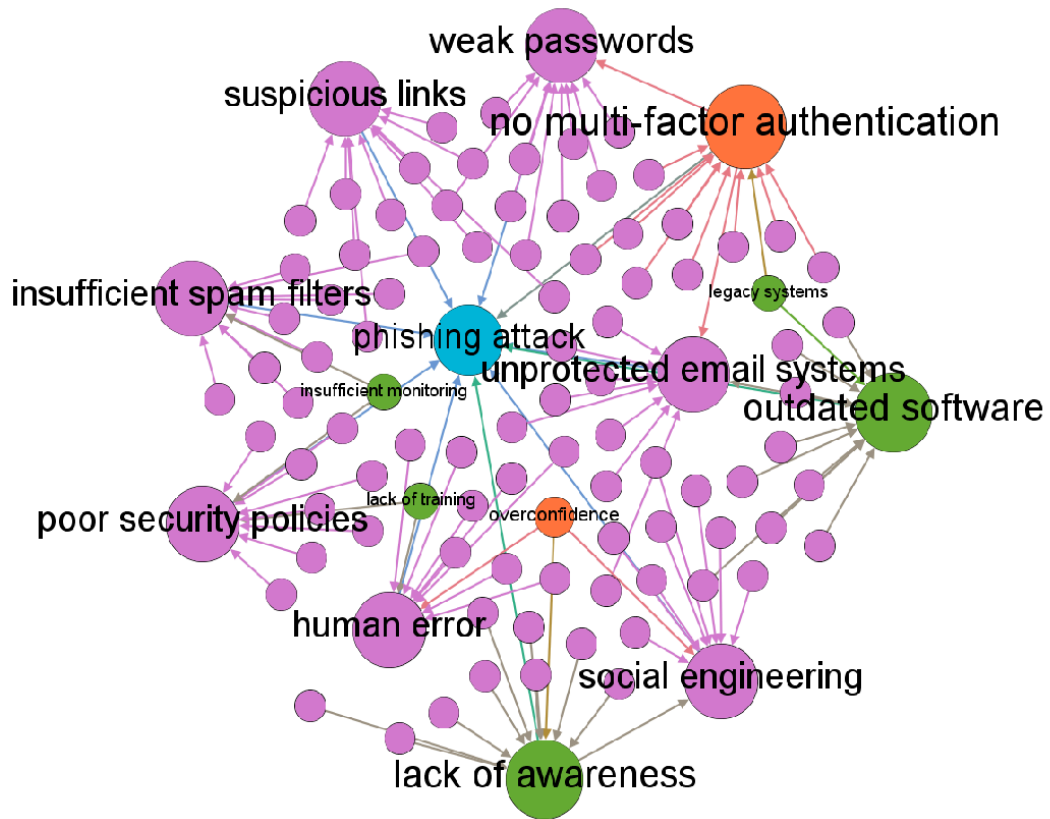 weak passwords
suspicious links
no multi-factor authentication
insufficient spam filters
legacy systems
phishing attack
unprotected email systems
insufficient monitoring
outdated software
lack of training
overconfidence
poor security policies
human error
social engineering
lack of awareness